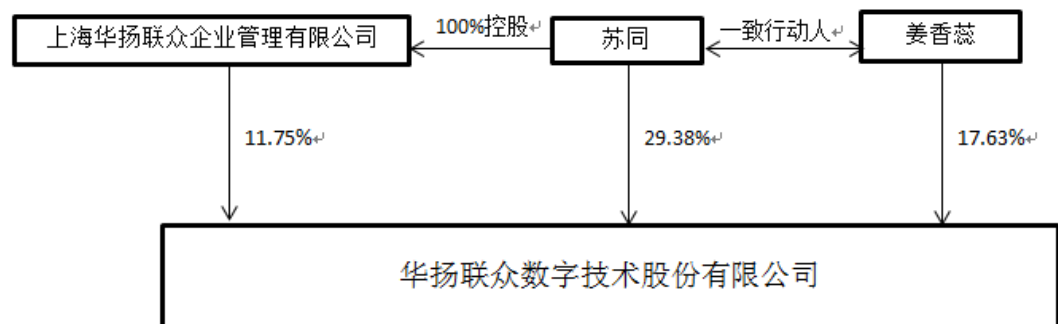 上海华扬联众企业管理有限公司
100%控股↵
苏同
一致行动人↵
姜香蕊
11.75%↵
29.38%↵
17.63%↵
华扬联众数字技术股份有限公司